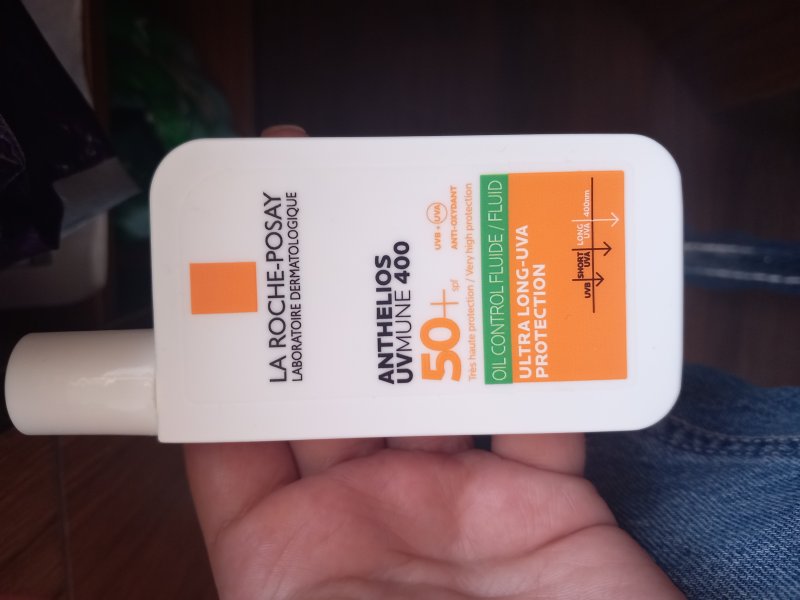 LA ROCHE-POSAY
LABORATOIRE DERMATOLOGIQUE
ANTHELIOS
UVMUNE 400
50+ spf
UVB + UVA
ANTI-OXYDANT
Très haute protection / Very high protection
OIL CONTROL FLUIDE / FLUID
ULTRA LONG-UVA
PROTECTION
UVB
SHORT
UVA
LONG
UVA
400nm